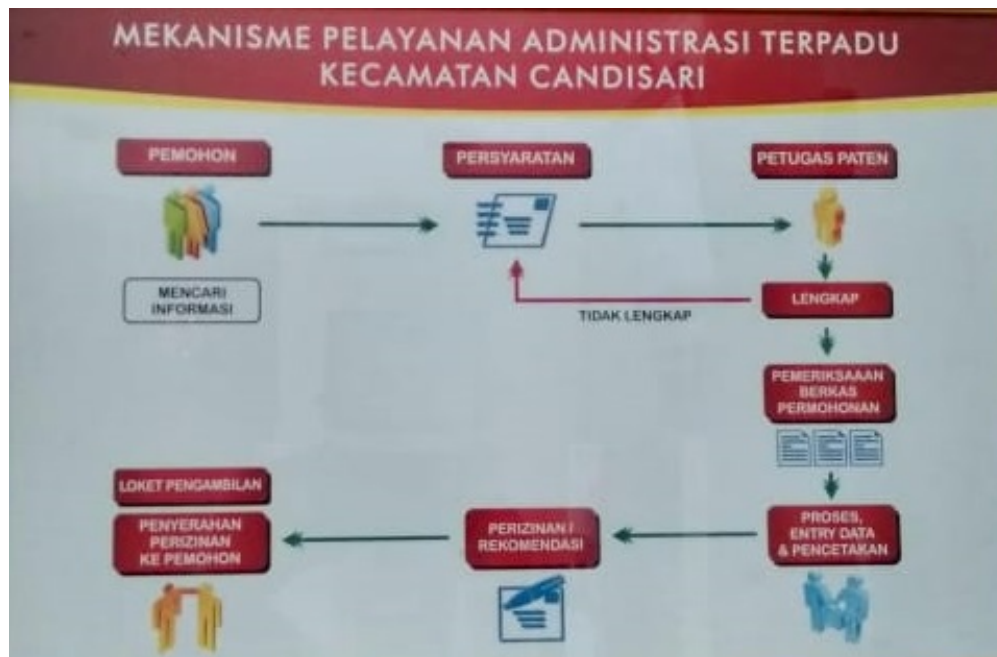 MEKANISME PELAYANAN ADMINISTRASI TERPADU
KECAMATAN CANDISARI
PEMOHON
PERSYARATAN
PETUGAS PATEN
MENCARI
INFORMASI
TIDAK LENGKAP
LENGKAP
PEMERIKSAAAN
BERKAS
PERMOHONAN
PROSES,
ENTRY DATA
& PENCETAKAN
PERIZINAN /
REKOMENDASI
LOKET PENGAMBILAN
PENYERAHAN
PERIZINAN
KE PEMOHON